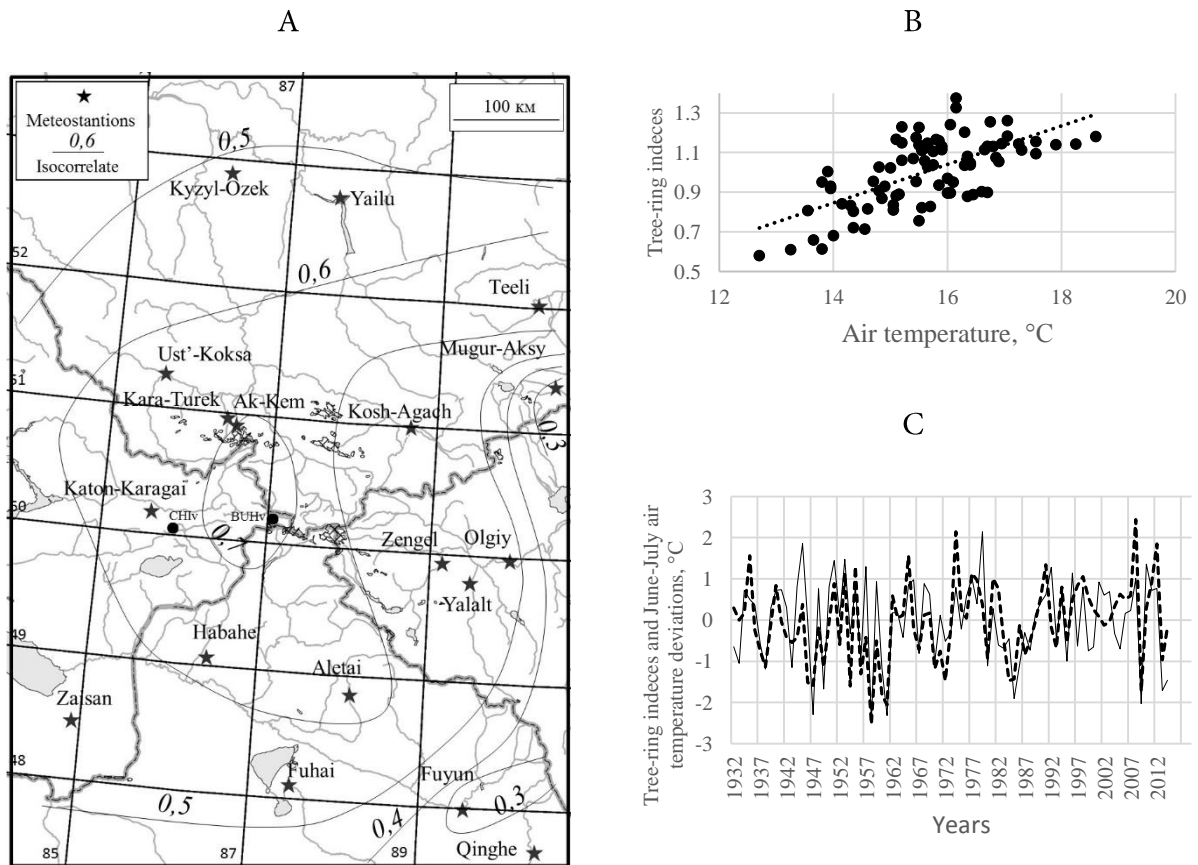 A
87
★
Meteostantions
0,6
Isocorrelate
100 км
0,5
Kyzyl-Ozek
Yailu
52
0,6
Teeli
Mugur-Aksy
Ust'-Koksa
51
Kara-Turek
Ak-Kem
Kosh-Agach
0,3
Katon-Karagai
50
CHIv
BUHv
Zengel
Olgiy
Yalalt
Habahe
49
Aletai
Zaisan
48
Fuhai
Fuyun
0,5
0,4
0,3
85
87
89
Qinghe
B
Tree-ring indeces
1.3
1.1
0.9
0.7
0.5
12
14
16
18
20
Air temperature, °C
C
Tree-ring indeces and June-July air
temperature deviations, °C
3
2
1
0
-1
-2
-3
1932
1937
1942
1947
1952
1957
1962
1967
1972
1977
1982
1987
1992
1997
2002
2007
2012
Years